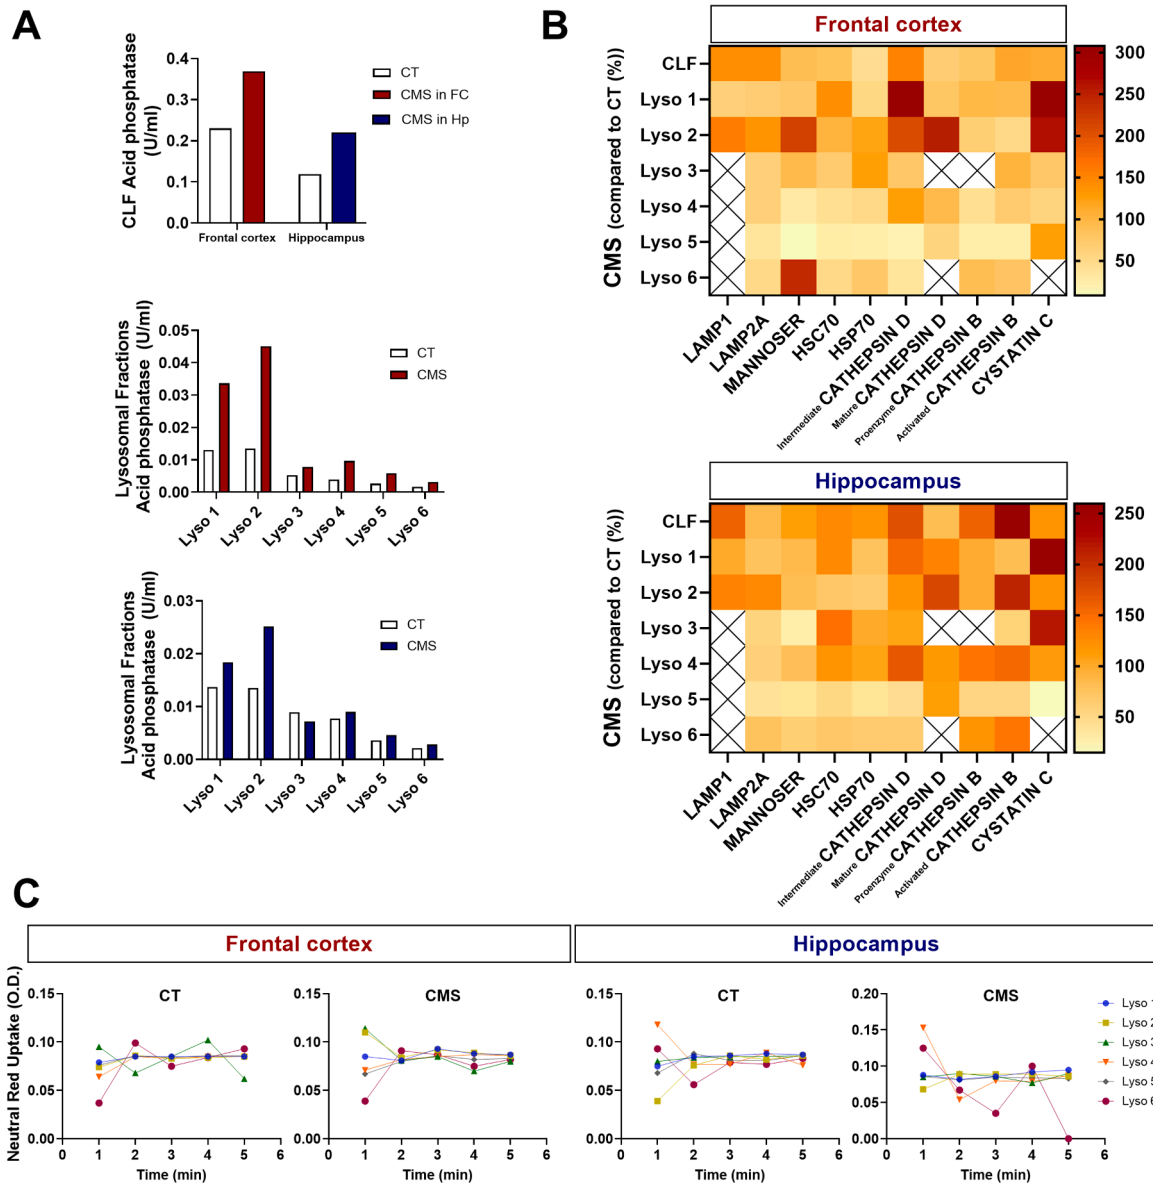 A
CLF Acid phosphatase
(U/ml)
0.4
0.3
0.2
0.1
0.0
CT
CMS in FC
CMS in Hp
Frontal cortex
Hippocampus
Lysosomal Fractions
Acid phosphatase (U/ml)
0.05
0.04
0.03
0.02
0.01
0.00
CT
CMS
Lyso 1
Lyso 2
Lyso 3
Lyso 4
Lyso 5
Lyso 6
Lysosomal Fractions
Acid phosphatase (U/ml)
0.03
0.02
0.01
0.00
CT
CMS
Lyso 1
Lyso 2
Lyso 3
Lyso 4
Lyso 5
Lyso 6
B
Frontal cortex
CMS (compared to CT (%))
CLF
Lyso 1
Lyso 2
Lyso 3
Lyso 4
Lyso 5
Lyso 6
300
250
200
150
100
50
LAMP1
LAMP2A
MANNOSER
HSC70
HSP70
Intermediate CATHEPSIN D
Mature CATHEPSIN D
Proenzyme CATHEPSIN B
Activated CATHEPSIN B
CYSTATIN C
Hippocampus
CMS (compared to CT (%))
CLF
Lyso 1
Lyso 2
Lyso 3
Lyso 4
Lyso 5
Lyso 6
250
200
150
100
50
LAMP1
LAMP2A
MANNOSER
HSC70
HSP70
Intermediate CATHEPSIN D
Mature CATHEPSIN D
Proenzyme CATHEPSIN B
Activated CATHEPSIN B
CYSTATIN C
C
Frontal cortex
Hippocampus
Neutral Red Uptake (O.D.)
CT
0.15
0.10
0.05
0.00
0 1 2 3 4 5 6
Time (min)
CMS
0.15
0.10
0.05
0.00
0 1 2 3 4 5 6
Time (min)
CT
0.15
0.10
0.05
0.00
0 1 2 3 4 5 6
Time (min)
CMS
0.20
0.15
0.10
0.05
0.00
0 1 2 3 4 5 6
Time (min)
Lyso 1
Lyso 2
Lyso 3
Lyso 4
Lyso 5
Lyso 6